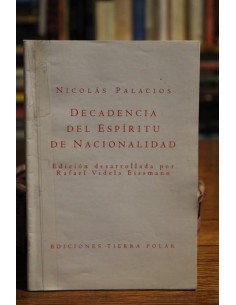 NICOLÁS PALACIOS
DECADENCIA
DEL ESPÍRITU
DE NACIONALIDAD
Edición desarrollada por
Rafael Videla Eissmann
EDICIONES TIERRA POLAR